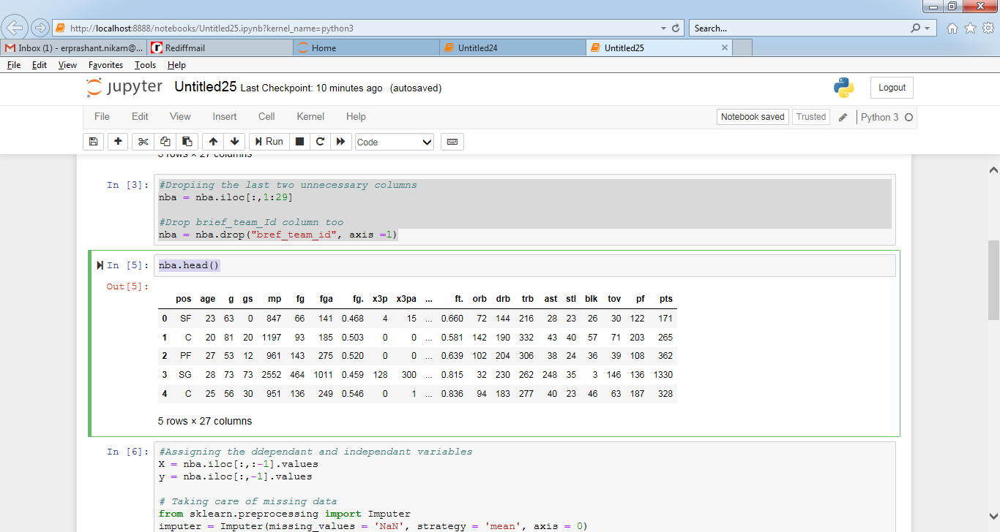 http://localhost:8888/notebooks/Untitled25.ipynb?kernel_name=python3
Search...
Inbox (1) - erprashant.nikam@...
Rediffmail
Home
Untitled24
Untitled25
File Edit View Favorites Tools Help
jupyter Untitled25 Last Checkpoint: 10 minutes ago (autosaved)
Logout
File Edit View Insert Cell Kernel Help
Notebook saved Trusted Python 3
Run Code
5 rows × 27 columns
In [3]: #Dropiing the last two unnecessary columns
nba = nba.iloc[:,1:29]
#Drop brief_team_Id column too
nba = nba.drop("bref_team_id", axis =1)
In [5]: nba.head()
Out[5]:
pos age g gs mp fg fga fg. x3p x3pa ... ft. orb drb trb ast stl blk tov pf pts
0 SF 23 63 0 847 66 141 0.468 4 15 ... 0.660 72 144 216 28 23 26 30 122 171
1 C 20 81 20 1197 93 185 0.503 0 0 ... 0.581 142 190 332 43 40 57 71 203 265
2 PF 27 53 12 961 143 275 0.520 0 0 ... 0.639 102 204 306 38 24 36 39 108 362
3 SG 28 73 73 2552 464 1011 0.459 128 300 ... 0.815 32 230 262 248 35 3 146 136 1330
4 C 25 56 30 951 136 249 0.546 0 1 ... 0.836 94 183 277 40 23 46 63 187 328
5 rows × 27 columns
In [6]: #Assigning the ddependant and independant variables
X = nba.iloc[:,:-1].values
y = nba.iloc[:,-1].values
# Taking care of missing data
from sklearn.preprocessing import Imputer
imputer = Imputer(missing_values = 'NaN', strategy = 'mean', axis = 0)